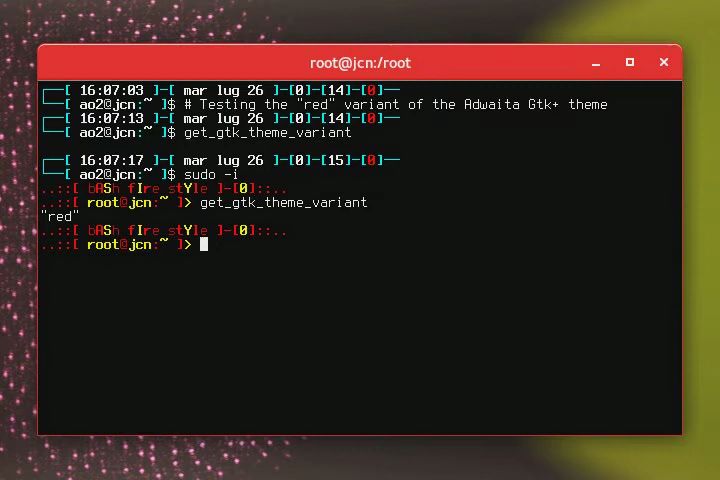 root@jcn:/root
┌──[ 16:07:03 ]-[ mar lug 26 ]-[0]-[14]-[0]──
└──[ ao2@jcn:~ ]$ # Testing the "red" variant of the Adwaita Gtk+ theme
┌──[ 16:07:13 ]-[ mar lug 26 ]-[0]-[14]-[0]──
└──[ ao2@jcn:~ ]$ get_gtk_theme_variant
┌──[ 16:07:17 ]-[ mar lug 26 ]-[0]-[15]-[0]──
└──[ ao2@jcn:~ ]$ sudo -i
..::[ bASh fIre stYle ]-[0]::..
..::[ root@jcn:~ ]> get_gtk_theme_variant
"red"
..::[ bASh fIre stYle ]-[0]::..
..::[ root@jcn:~ ]>